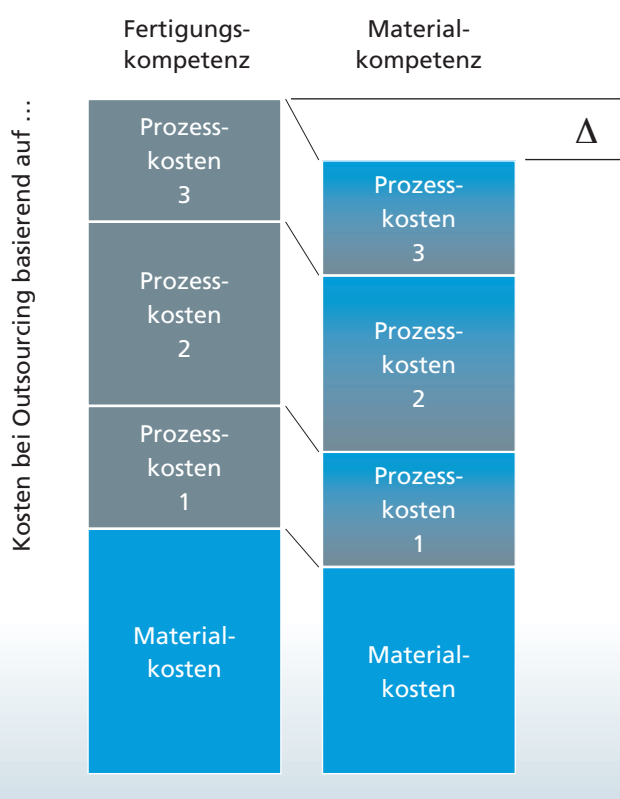 Fertigungs-
kompetenz
Material-
kompetenz
Kosten bei Outsourcing basierend auf ...
Prozess-
kosten
3
Prozess-
kosten
2
Prozess-
kosten
1
Material-
kosten
Prozess-
kosten
3
Prozess-
kosten
2
Prozess-
kosten
1
Material-
kosten
Δ